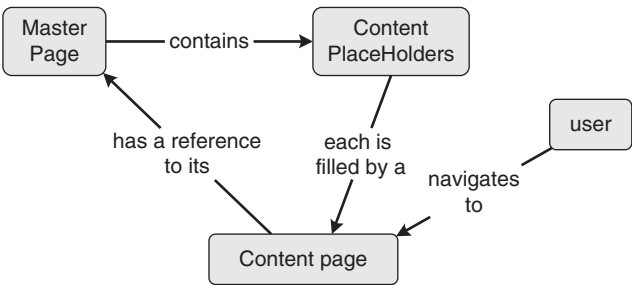 Master
Page
contains
Content
PlaceHolders
user
has a reference
to its
each is
filled by a
navigates
to
Content page